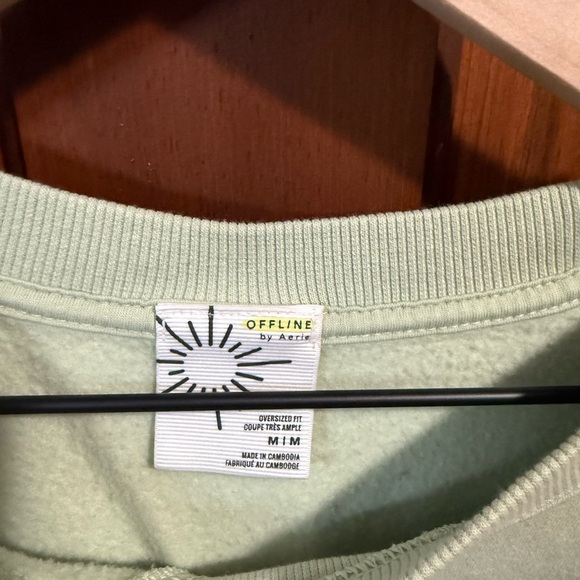 OFFLINE
by Aerie
OVERSIZED FIT
COUPE TRÈS AMPLE
M|M
MADE IN CAMBODIA
FABRIQUÉ AU CAMBODGE